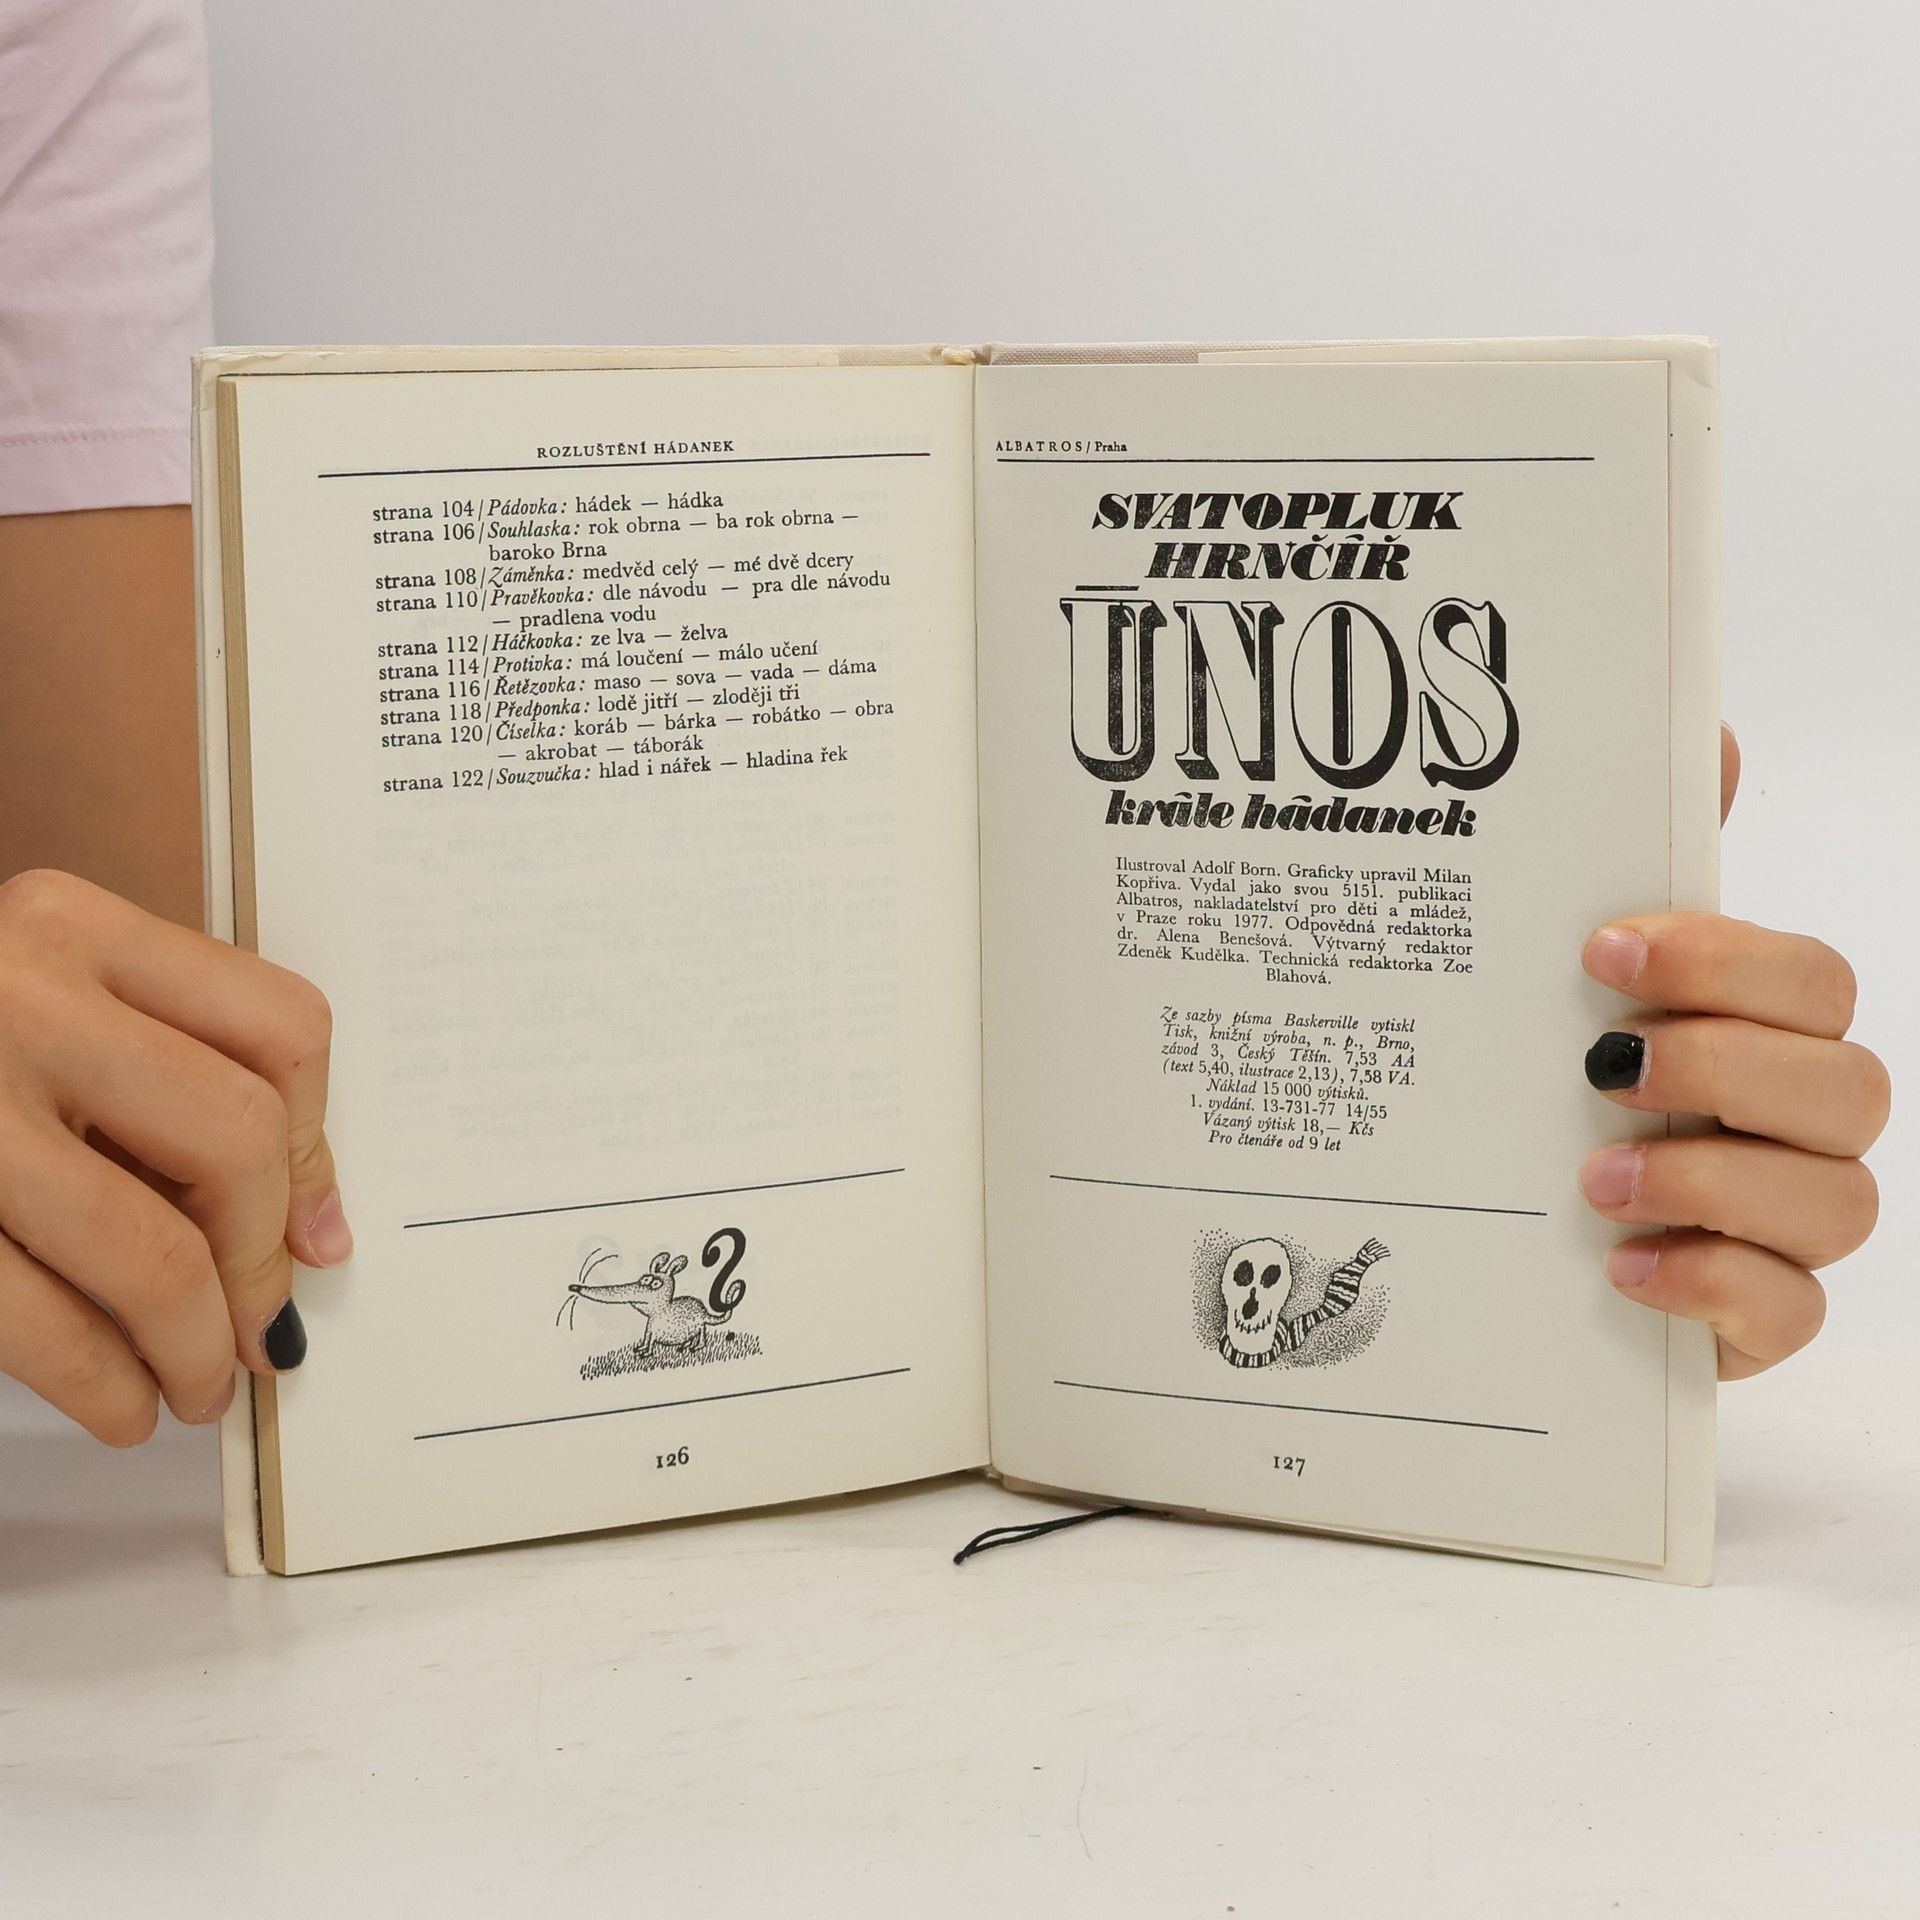 ROZLUŠTĚNÍ HÁDANEK
strana 104/Pádovka: hádek — hádka
strana 106/Souhlaska: rok obrna — ba rok obrna —
baroko Brna
strana 108/Záměnka: medvěd celý — mé dvě dcery
strana 110/Pravěkovka: dle návodu — pra dle návodu
— pradlena vodu
strana 112/Háčkovka: ze lva — želva
strana 114/Protivka: má loučení — málo učení
strana 116/Řetězovka: maso — sova — vada — dáma
strana 118/Předponka: lodě jitří — zloději tři
strana 120/Číselka: koráb — bárka — robátko — obra
— akrobat — táborák
strana 122/Souzvučka: hlad i nářek — hladina řek
126
ALBATROS/Praha
SVATOPLUK
HRNČÍŘ
ÚNOS
krále hádanek
Ilustroval Adolf Born. Graficky upravil Milan
Kopřiva. Vydal jako svou 5151. publikaci
Albatros, nakladatelství pro děti a mládež,
v Praze roku 1977. Odpovědná redaktorka
dr. Alena Benešová. Výtvarný redaktor
Zdeněk Kudělka. Technická redaktorka Zoe
Blahová.
Ze sazby písma Baskerville vytiskl
Tisk, knižní výroba, n. p., Brno,
závod 3, Český Těšín. 7,53 AA
(text 5,40, ilustrace 2,13), 7,58 VA.
Náklad 15 000 výtisků.
1. vydání. 13-731-77 14/55
Vázaný výtisk 18,— Kčs
Pro čtenáře od 9 let
127